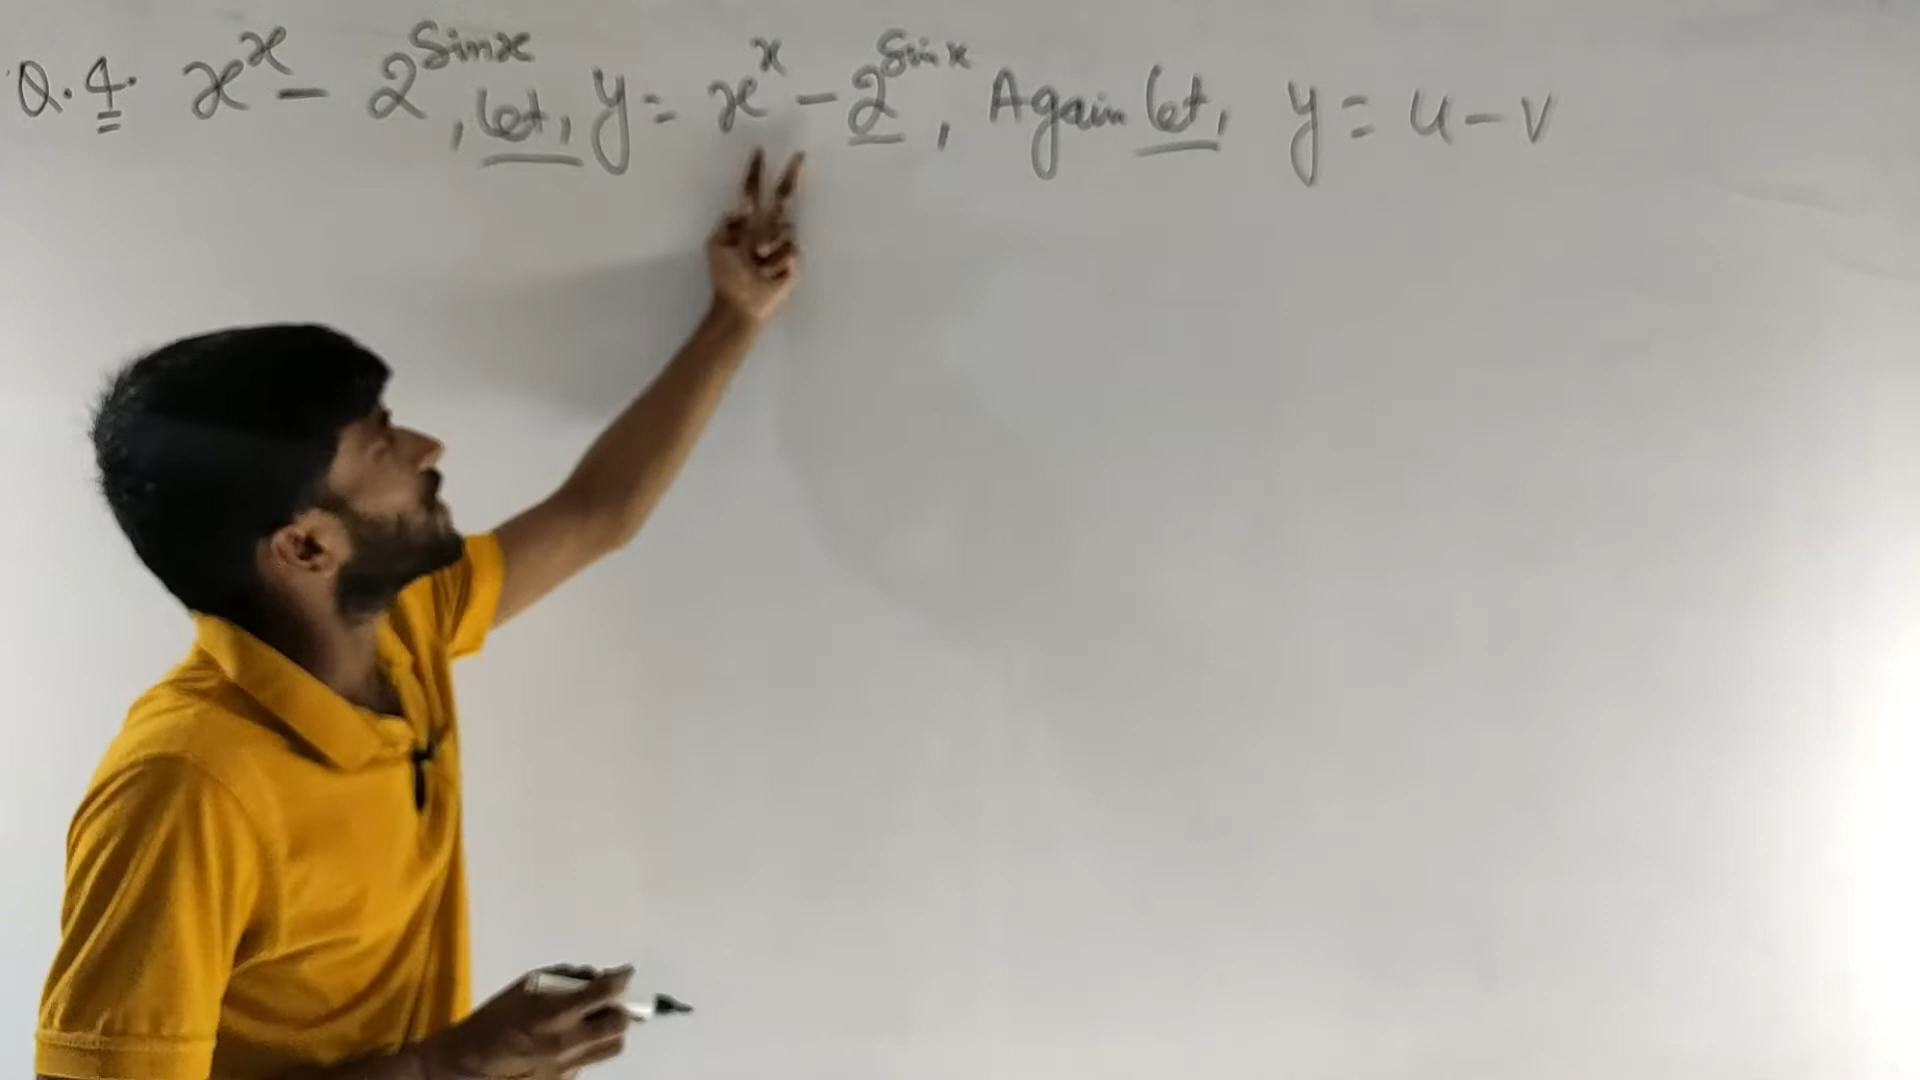 Q.4. x^x - 2^Sinx, let, y = x^x - 2^Sinx, Again let, y = u - v